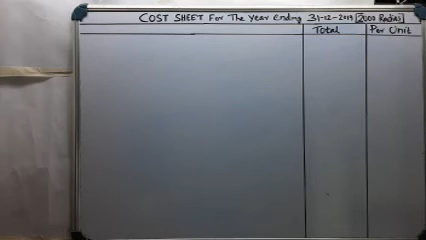 COST SHEET For The Year Ending 31-12-2019 2000 Radios
Total Per Unit